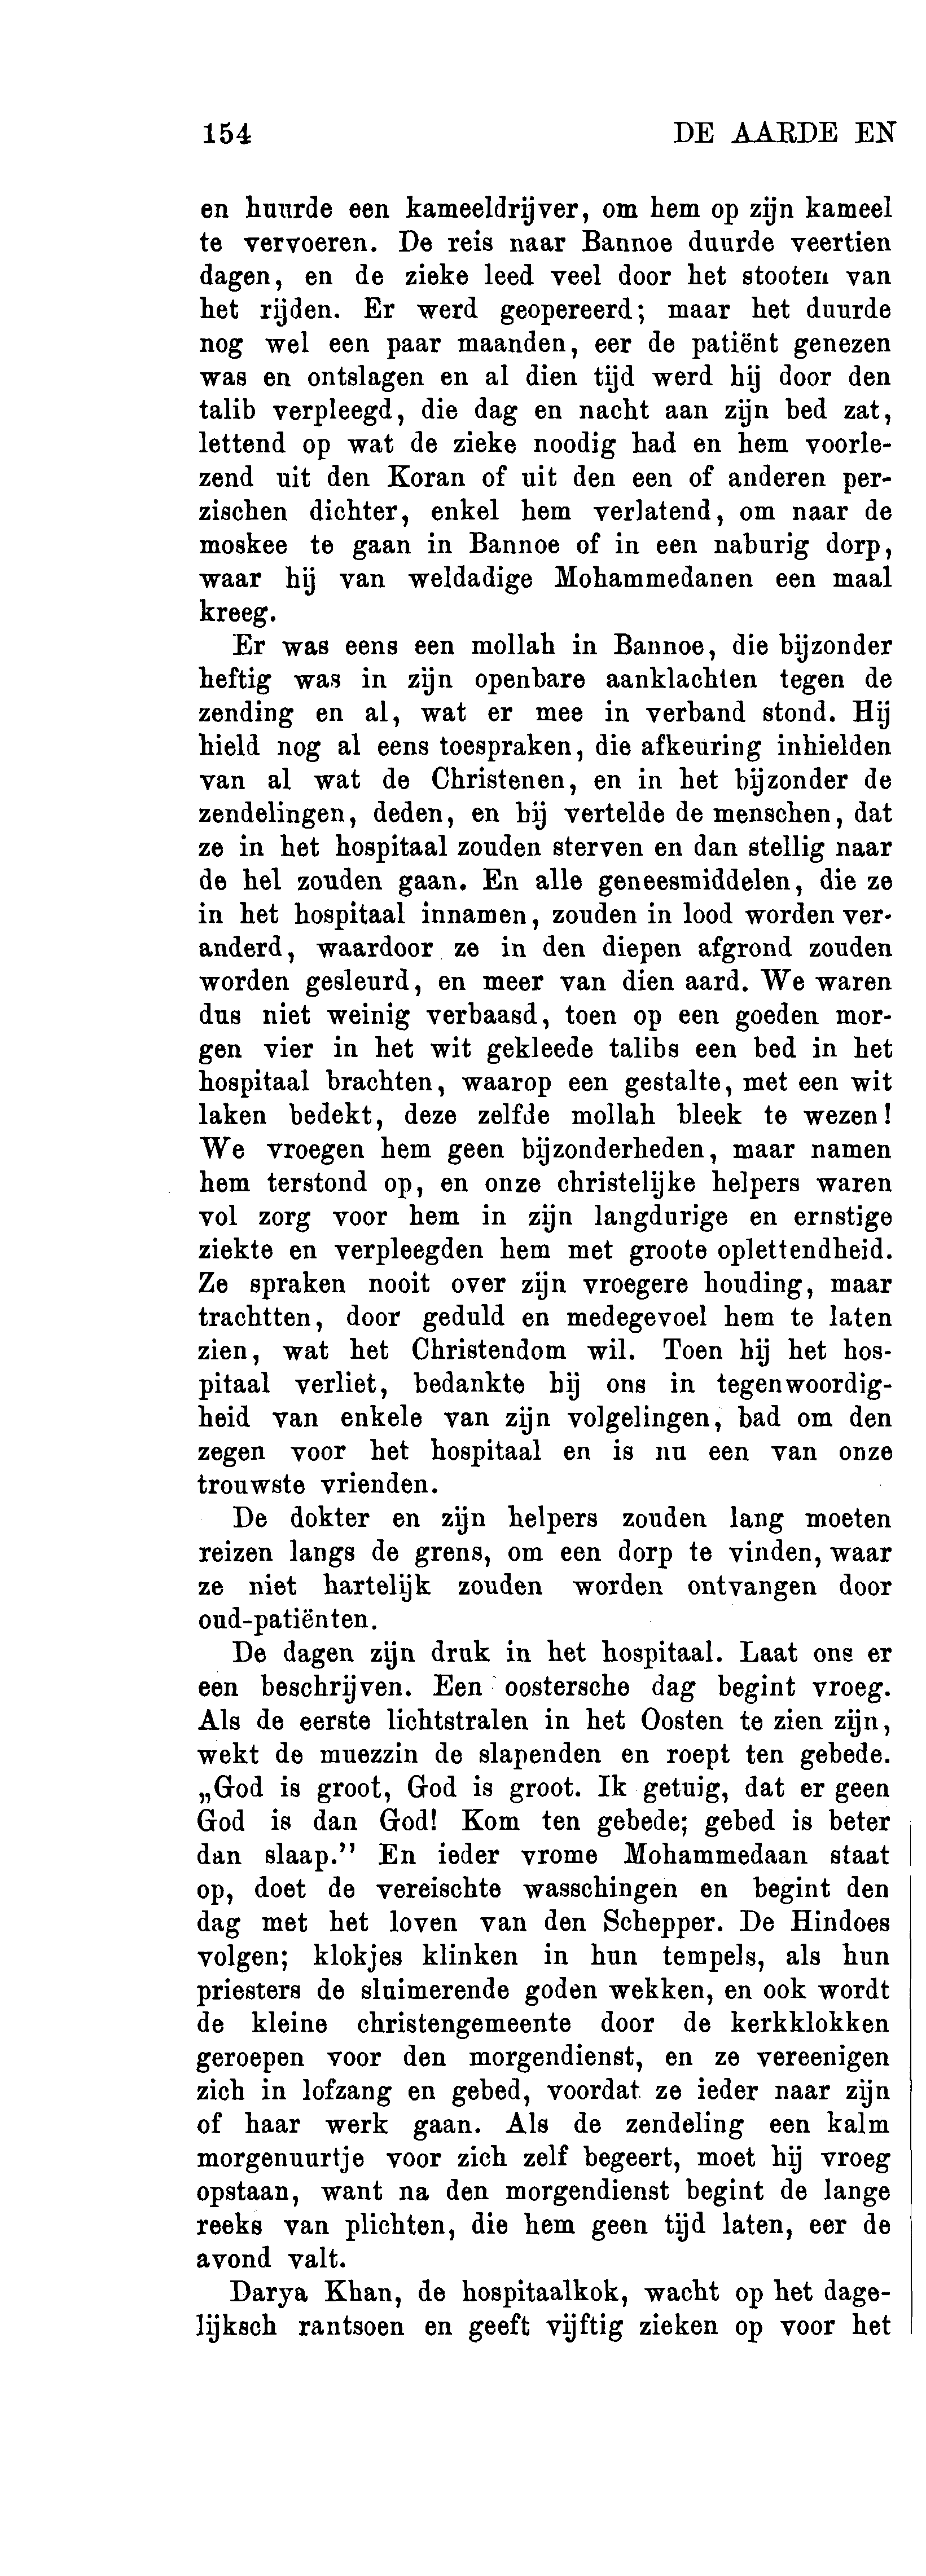 154 DE AARDE EN
en huurde een kameeldrijver, om hem op zijn kameel
te vervoeren. De reis naar Bannoe duurde veertien
dagen, en de zieke leed veel door het stooten van
het rijden. Er werd geopereerd; maar het duurde
nog wel een paar maanden, eer de patiënt genezen
was en ontslagen en al dien tijd werd hij door den
talib verpleegd, die dag en nacht aan zijn bed zat,
lettend op wat de zieke noodig had en hem voorle-
zend uit den Koran of uit den een of anderen per-
zischen dichter, enkel hem verlatend, om naar de
moskee te gaan in Bannoe of in een naburig dorp,
waar hij van weldadige Mohammedanen een maal
kreeg.
Er was eens een mollah in Bannoe, die bijzonder
heftig was in zijn openbare aanklachten tegen de
zending en al, wat er mee in verband stond. Hij
hield nog al eens toespraken, die afkeuring inhielden
van al wat de Christenen, en in het bijzonder de
zendelingen, deden, en hij vertelde de menschen, dat
ze in het hospitaal zouden sterven en dan stellig naar
de hel zouden gaan. En alle geneesmiddelen, die ze
in het hospitaal innamen, zouden in lood worden ver-
anderd, waardoor ze in den diepen afgrond zouden
worden gesleurd, en meer van dien aard. We waren
dus niet weinig verbaasd, toen op een goeden mor-
gen vier in het wit gekleede talibs een bed in het
hospitaal brachten, waarop een gestalte, met een wit
laken bedekt, deze zelfde mollah bleek te wezen!
We vroegen hem geen bijzonderheden, maar namen
hem terstond op, en onze christelijke helpers waren
vol zorg voor hem in zijn langdurige en ernstige
ziekte en verpleegden hem met groote oplettendheid.
Ze spraken nooit over zijn vroegere houding, maar
trachtten, door geduld en medegevoel hem te laten
zien, wat het Christendom wil. Toen hij het hos-
pitaal verliet, bedankte hij ons in tegenwoordig-
heid van enkele van zijn volgelingen, bad om den
zegen voor het hospitaal en is nu een van onze
trouwste vrienden.
De dokter en zijn helpers zouden lang moeten
reizen langs de grens, om een dorp te vinden, waar
ze niet hartelijk zouden worden ontvangen door
oud-patiënten.
De dagen zijn druk in het hospitaal. Laat ons er
een beschrijven. Een oostersche dag begint vroeg.
Als de eerste lichtstralen in het Oosten te zien zijn,
wekt de muezzin de slapenden en roept ten gebede.
„God is groot, God is groot. Ik getuig, dat er geen
God is dan God! Kom ten gebede; gebed is beter
dan slaap.” En ieder vrome Mohammedaan staat
op, doet de vereischte wasschingen en begint den
dag met het loven van den Schepper. De Hindoes
volgen; klokjes klinken in hun tempels, als hun
priesters de sluimerende goden wekken, en ook wordt
de kleine christengemeente door de kerkklokken
geroepen voor den morgendienst, en ze vereenigen
zich in lofzang en gebed, voordat ze ieder naar zijn
of haar werk gaan. Als de zendeling een kalm
morgenuurtje voor zich zelf begeert, moet hij vroeg
opstaan, want na den morgendienst begint de lange
reeks van plichten, die hem geen tijd laten, eer de
avond valt.
Darya Khan, de hospitaalkok, wacht op het dage-
lijksch rantsoen en geeft vijftig zieken op voor het